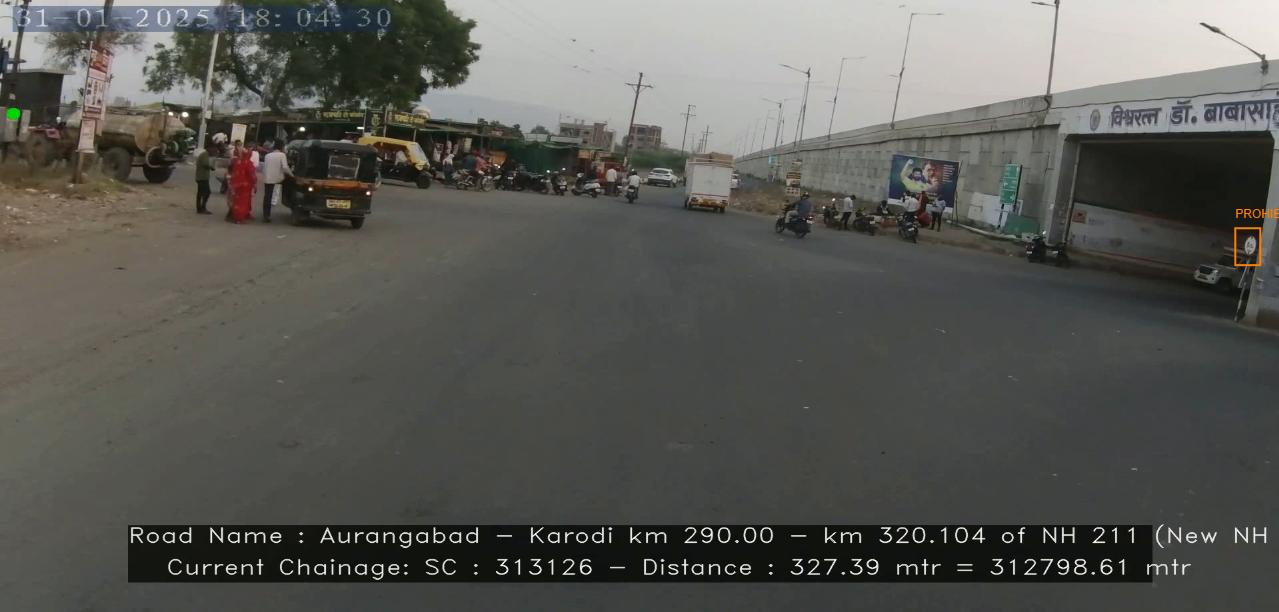 31-01-2025 18:04:30
विश्वरत्न डॉ. बाबासाहे
PROHIB
Road Name : Aurangabad - Karodi km 290.00 - km 320.104 of NH 211 (New NH
Current Chainage: SC : 313126 - Distance : 327.39 mtr = 312798.61 mtr